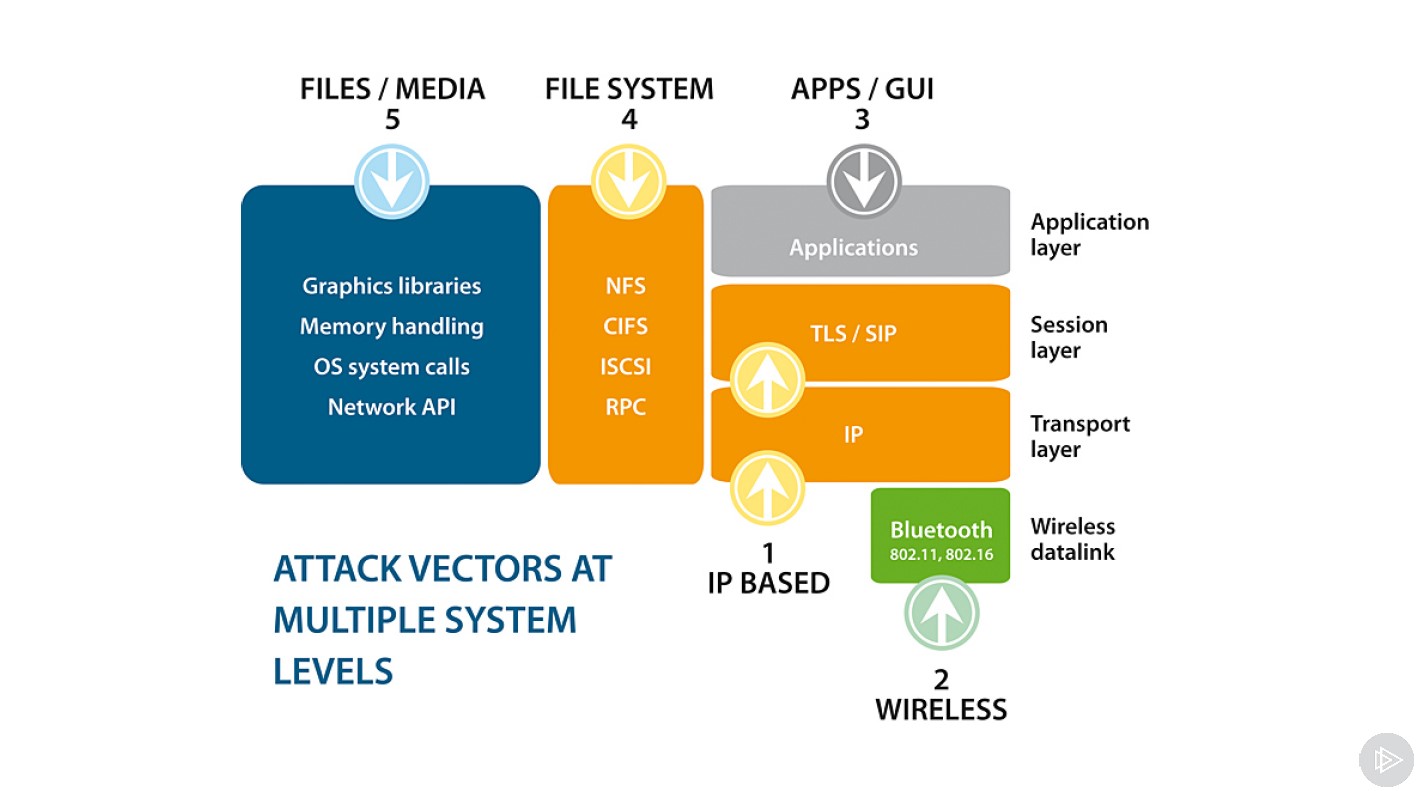 FILES / MEDIA
5
FILE SYSTEM
4
APPS / GUI
3
Graphics libraries
Memory handling
OS system calls
Network API
NFS
CIFS
ISCSI
RPC
Applications
Application
layer
TLS / SIP
Session
layer
IP
Transport
layer
Bluetooth
802.11, 802.16
Wireless
datalink
1
IP BASED
2
WIRELESS
ATTACK VECTORS AT
MULTIPLE SYSTEM
LEVELS